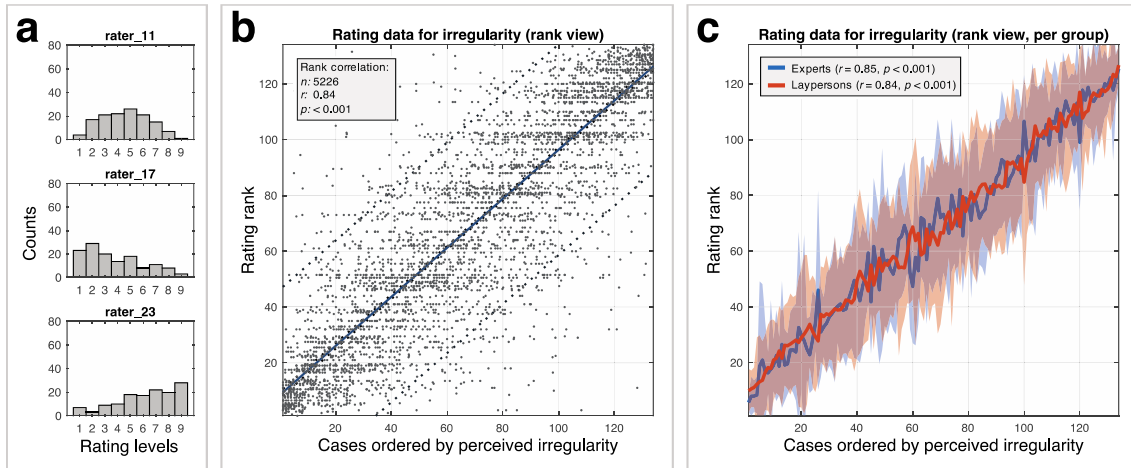 a
rater_11
80
60
40
20
0
1 2 3 4 5 6 7 8 9
rater_17
80
60
40
20
0
1 2 3 4 5 6 7 8 9
Counts
rater_23
80
60
40
20
0
1 2 3 4 5 6 7 8 9
Rating levels
b
Rating data for irregularity (rank view)
Rank correlation:
n: 5226
r: 0.84
p: <0.001
120
100
80
60
40
20
Rating rank
20 40 60 80 100 120
Cases ordered by perceived irregularity
c
Rating data for irregularity (rank view, per group)
Experts (r = 0.85, p < 0.001)
Laypersons (r = 0.84, p < 0.001)
120
100
80
60
40
20
Rating rank
20 40 60 80 100 120
Cases ordered by perceived irregularity